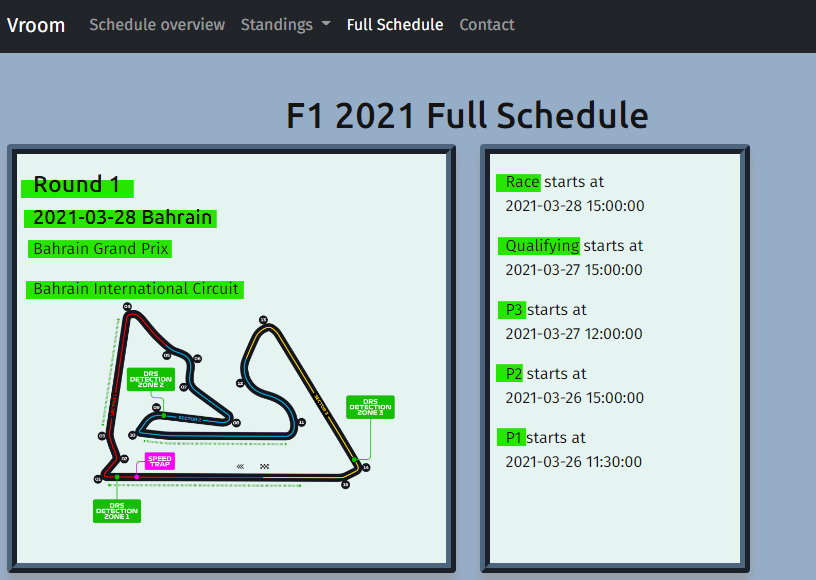 Vroom Schedule overview Standings Full Schedule Contact
F1 2021 Full Schedule
Round 1
2021-03-28 Bahrain
Bahrain Grand Prix
Bahrain International Circuit
DRS
DETECTION
ZONE 2
DRS
DETECTION
ZONE 3
SPEED
TRAP
DRS
DETECTION
ZONE 1
Race starts at
2021-03-28 15:00:00
Qualifying starts at
2021-03-27 15:00:00
P3 starts at
2021-03-27 12:00:00
P2 starts at
2021-03-26 15:00:00
P1 starts at
2021-03-26 11:30:00